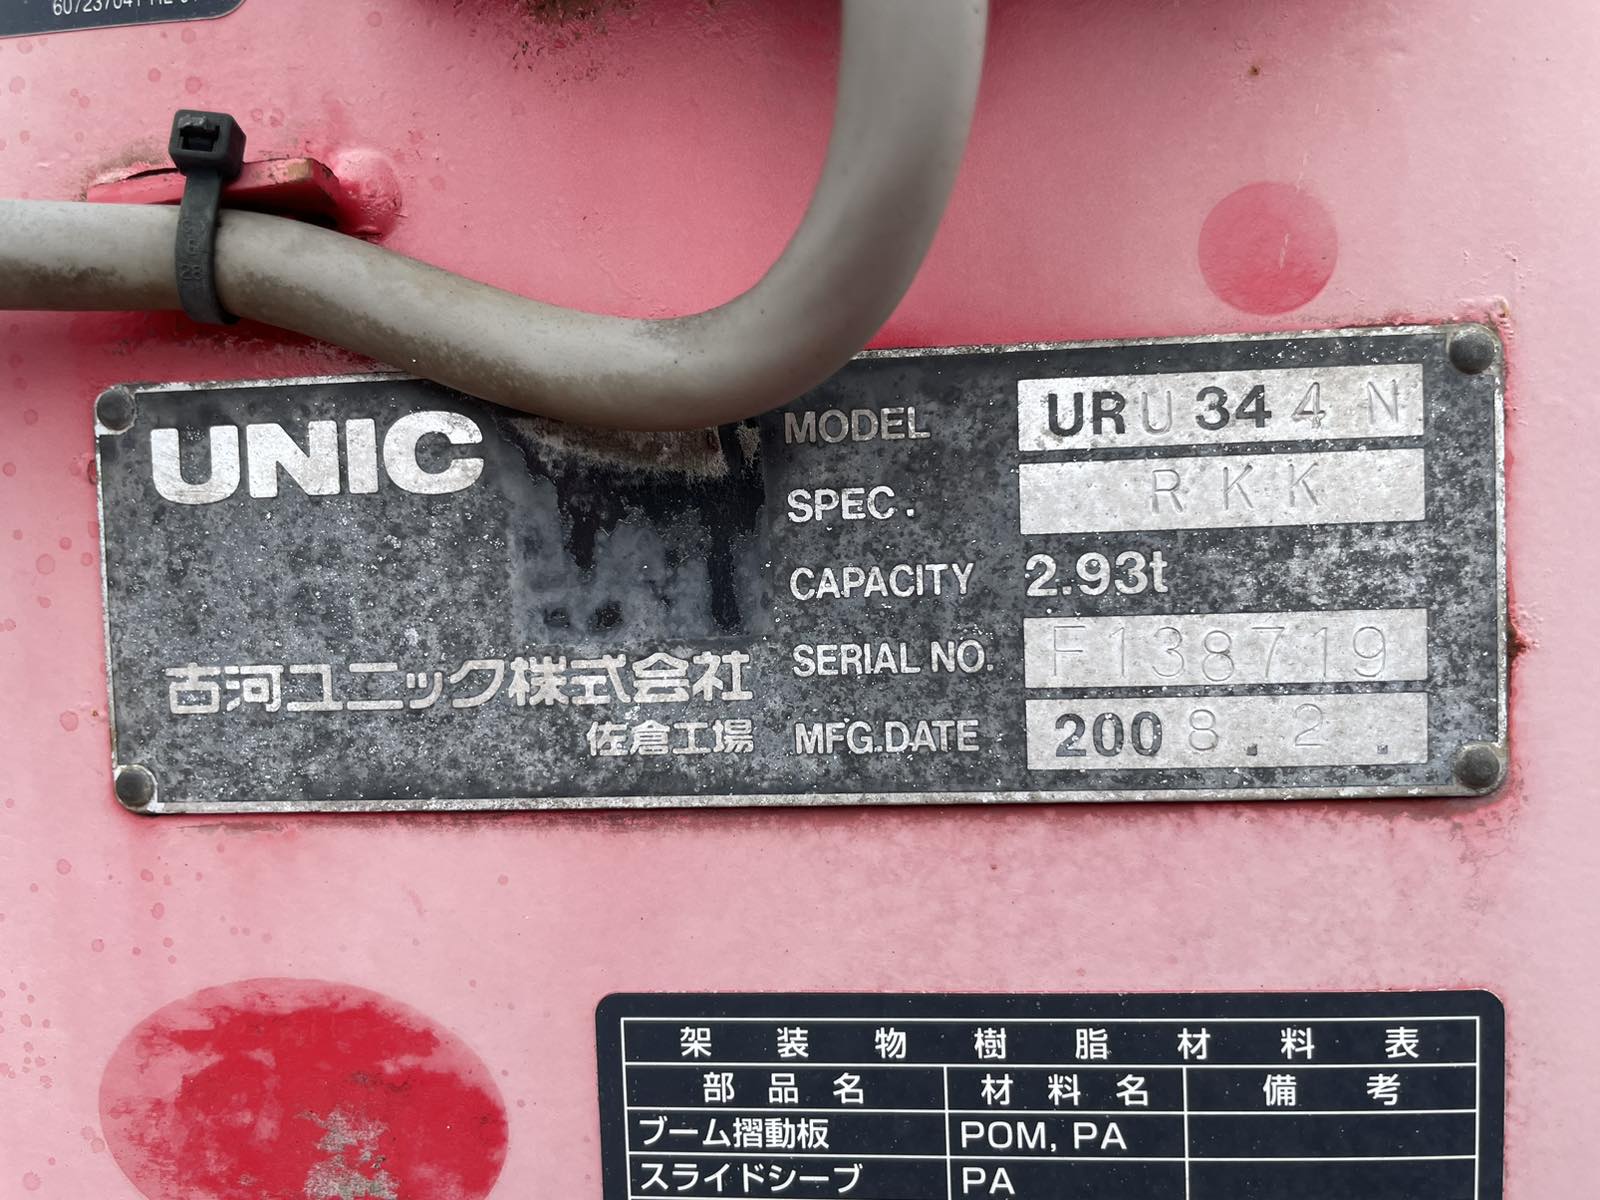 UNIC
古河ユニック株式会社
佐倉工場
MODEL URU344N
SPEC. RKK
CAPACITY 2.93t
SERIAL NO. F138719
MFG.DATE 2008.2.
架装物樹脂材料表
部品名 材料名 備考
ブーム摺動板 POM, PA
スライドシーブ PA